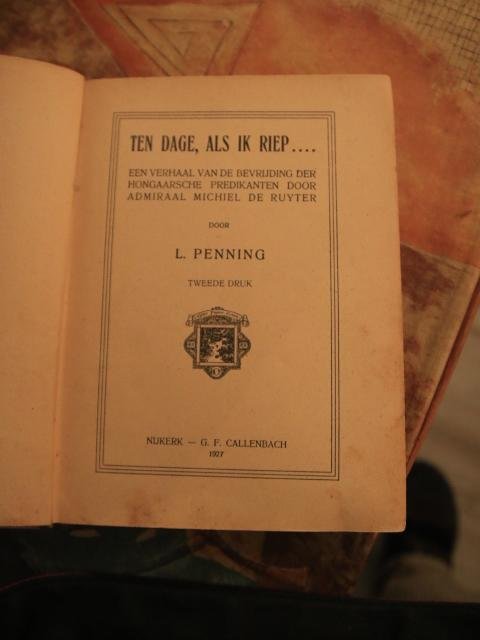 TEN DAGE, ALS IK RIEP....
EEN VERHAAL VAN DE BEVRIJDING DER
HONGAARSCHE PREDIKANTEN DOOR
ADMIRAAL MICHIEL DE RUYTER
DOOR
L. PENNING
TWEEDE DRUK
NIJKERK — G. F. CALLENBACH
1927